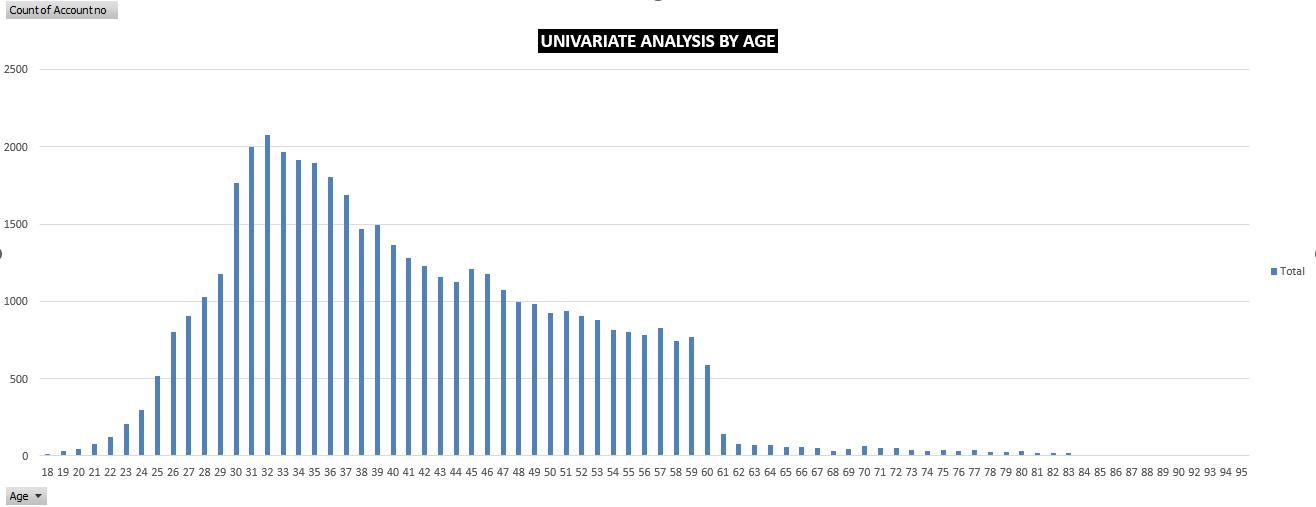 Count of Account no
UNIVARIATE ANALYSIS BY AGE
2500
2000
1500
1000
500
0
18 19 20 21 22 23 24 25 26 27 28 29 30 31 32 33 34 35 36 37 38 39 40 41 42 43 44 45 46 47 48 49 50 51 52 53 54 55 56 57 58 59 60 61 62 63 64 65 66 67 68 69 70 71 72 73 74 75 76 77 78 79 80 81 82 83 84 85 86 87 88 89 90 92 93 94 95
Total
Age